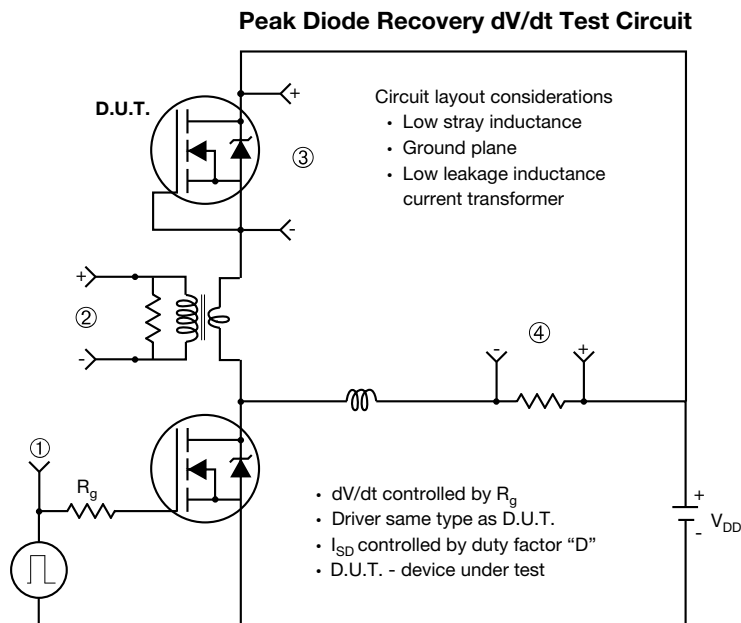 Peak Diode Recovery dV/dt Test Circuit
D.U.T.
+
Circuit layout considerations
• Low stray inductance
• Ground plane
• Low leakage inductance
current transformer
③
-
+
②
-
④
- +
①
Rg
• dV/dt controlled by Rg
• Driver same type as D.U.T.
• ISD controlled by duty factor “D”
• D.U.T. - device under test
+
VDD
-